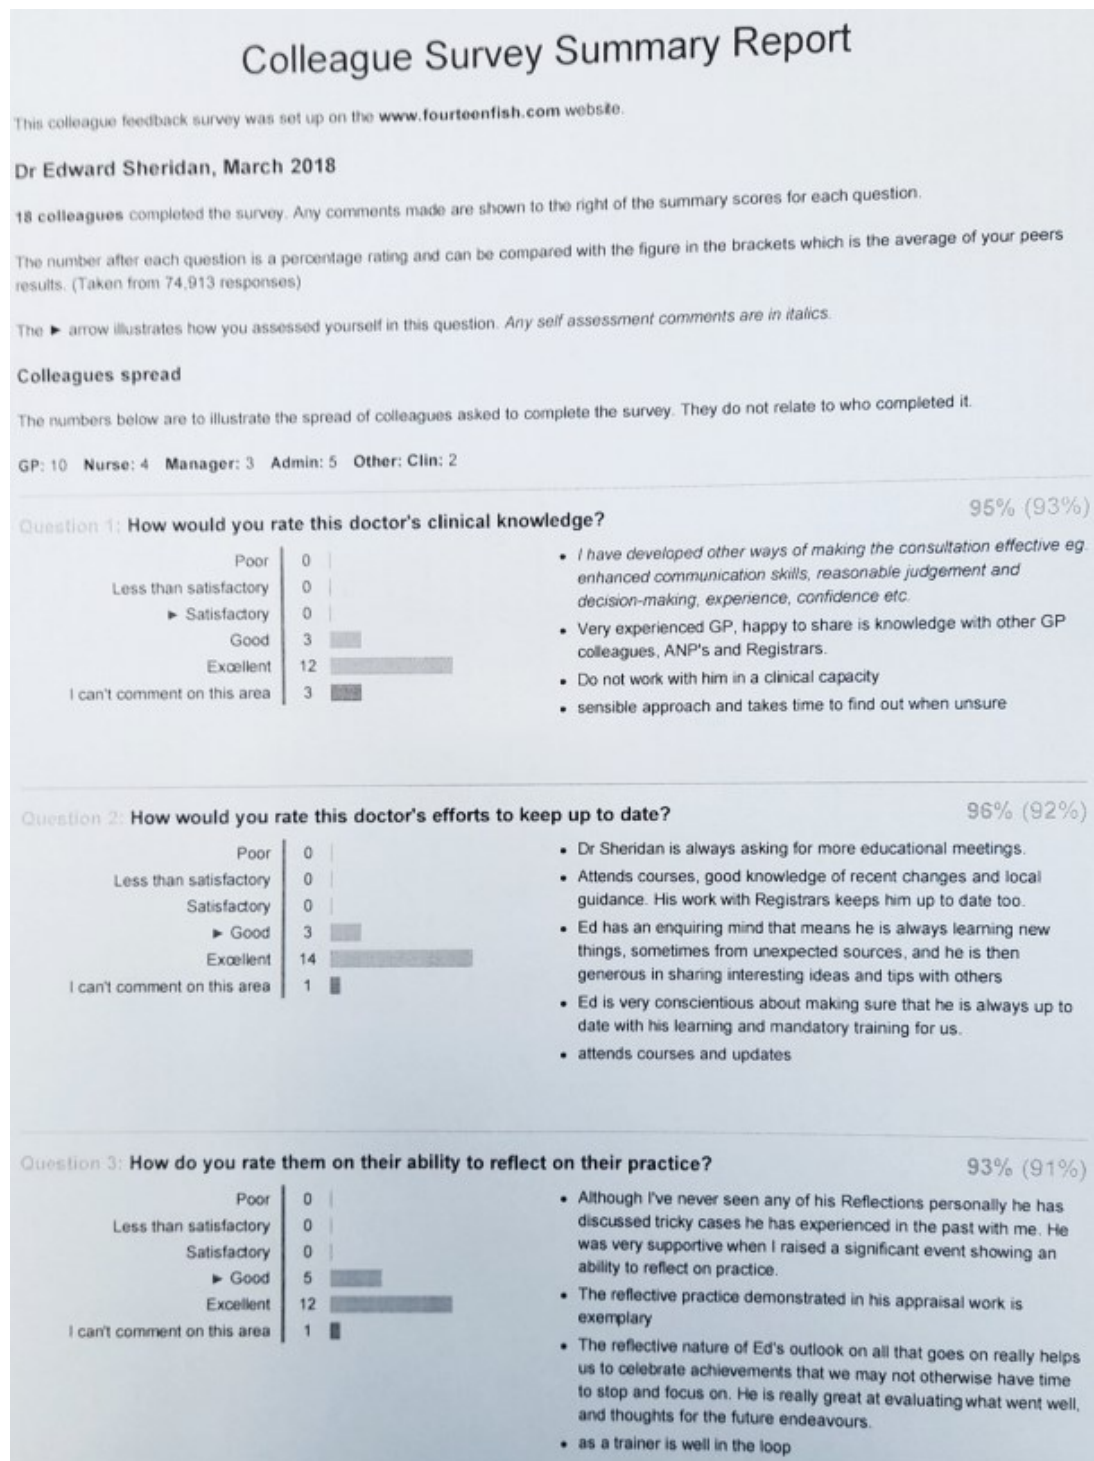 Colleague Survey Summary Report
This colleague feedback survey was set up on the www.fourteenfish.com website.
Dr Edward Sheridan, March 2018
18 colleagues completed the survey. Any comments made are shown to the right of the summary scores for each question.
The number after each question is a percentage rating and can be compared with the figure in the brackets which is the average of your peers
results. (Taken from 74,913 responses)
The ► arrow illustrates how you assessed yourself in this question. Any self assessment comments are in italics.
Colleagues spread
The numbers below are to illustrate the spread of colleagues asked to complete the survey. They do not relate to who completed it.
GP: 10 Nurse: 4 Manager: 3 Admin: 5 Other: Clin: 2
Question 1: How would you rate this doctor's clinical knowledge? 95% (93%)
Poor 0
Less than satisfactory 0
► Satisfactory 0
Good 3
Excellent 12
I can't comment on this area 3
• I have developed other ways of making the consultation effective eg.
enhanced communication skills, reasonable judgement and
decision-making, experience, confidence etc.
• Very experienced GP, happy to share is knowledge with other GP
colleagues, ANP's and Registrars.
• Do not work with him in a clinical capacity
• sensible approach and takes time to find out when unsure
Question 2: How would you rate this doctor's efforts to keep up to date? 96% (92%)
Poor 0
Less than satisfactory 0
Satisfactory 0
► Good 3
Excellent 14
I can't comment on this area 1
• Dr Sheridan is always asking for more educational meetings.
• Attends courses, good knowledge of recent changes and local
guidance. His work with Registrars keeps him up to date too.
• Ed has an enquiring mind that means he is always learning new
things, sometimes from unexpected sources, and he is then
generous in sharing interesting ideas and tips with others
• Ed is very conscientious about making sure that he is always up to
date with his learning and mandatory training for us.
• attends courses and updates
Question 3: How do you rate them on their ability to reflect on their practice? 93% (91%)
Poor 0
Less than satisfactory 0
Satisfactory 0
► Good 5
Excellent 12
I can't comment on this area 1
• Although I've never seen any of his Reflections personally he has
discussed tricky cases he has experienced in the past with me. He
was very supportive when I raised a significant event showing an
ability to reflect on practice.
• The reflective practice demonstrated in his appraisal work is
exemplary
• The reflective nature of Ed's outlook on all that goes on really helps
us to celebrate achievements that we may not otherwise have time
to stop and focus on. He is really great at evaluating what went well,
and thoughts for the future endeavours.
• as a trainer is well in the loop